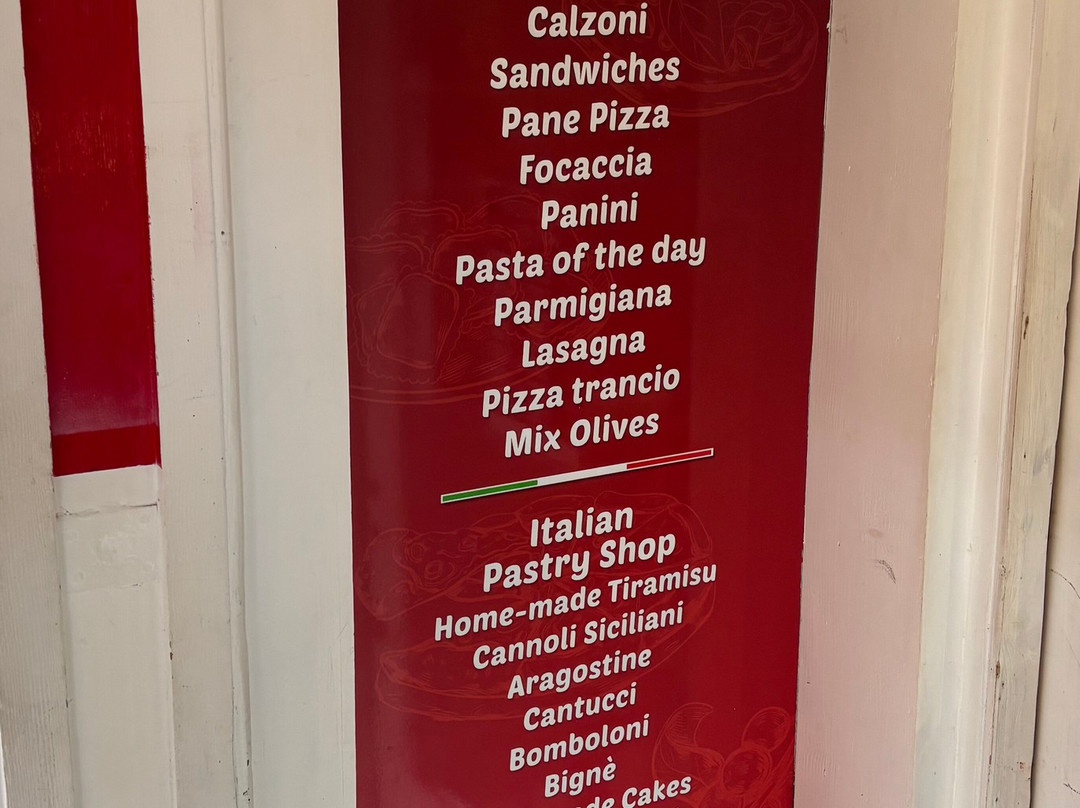 Calzoni
Sandwiches
Pane Pizza
Focaccia
Panini
Pasta of the day
Parmigiana
Lasagna
Pizza trancio
Mix Olives
Italian
Pastry Shop
Home-made Tiramisu
Cannoli Siciliani
Aragostine
Cantucci
Bomboloni
Bignè
Cakes